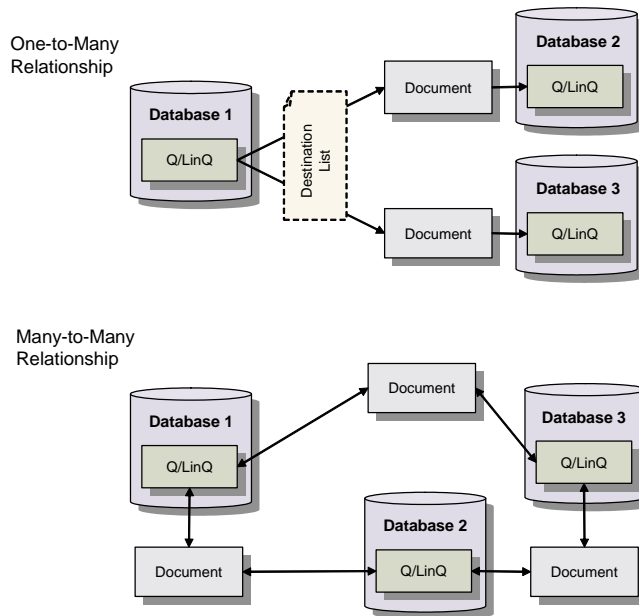 One-to-Many
Relationship
Database 1
Q/LinQ
Destination
List
Document
Database 2
Q/LinQ
Document
Database 3
Q/LinQ
Many-to-Many
Relationship
Database 1
Q/LinQ
Document
Database 3
Q/LinQ
Document
Database 2
Q/LinQ
Document